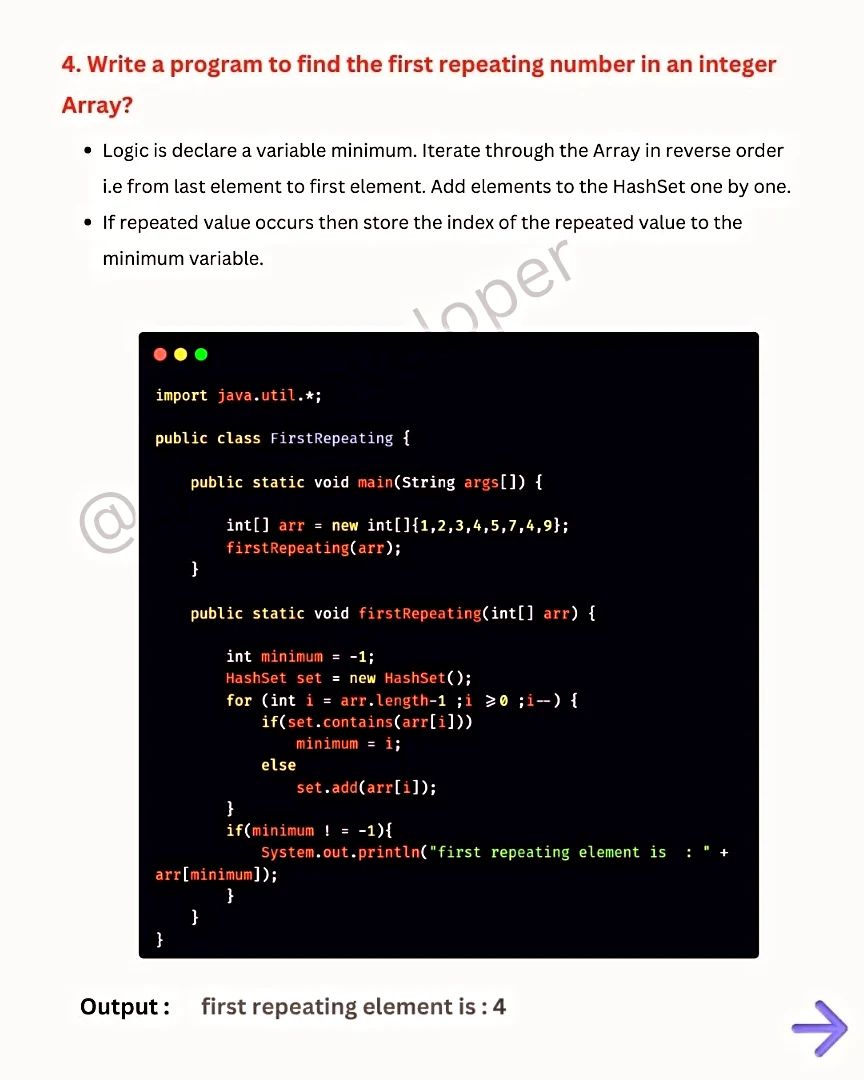 4. Write a program to find the first repeating number in an integer
Array?
• Logic is declare a variable minimum. Iterate through the Array in reverse order
i.e from last element to first element. Add elements to the HashSet one by one.
• If repeated value occurs then store the index of the repeated value to the
minimum variable.
import java.util.*;
public class FirstRepeating {
public static void main(String args[]) {
int[] arr = new int[]{1,2,3,4,5,7,4,9};
firstRepeating(arr);
}
public static void firstRepeating(int[] arr) {
int minimum = -1;
HashSet set = new HashSet();
for (int i = arr.length-1 ;i >=0 ;i--) {
if(set.contains(arr[i]))
minimum = i;
else
set.add(arr[i]);
}
if(minimum ! = -1){
System.out.println("first repeating element is  : " +
arr[minimum]);
}
}
}
Output :    first repeating element is : 4